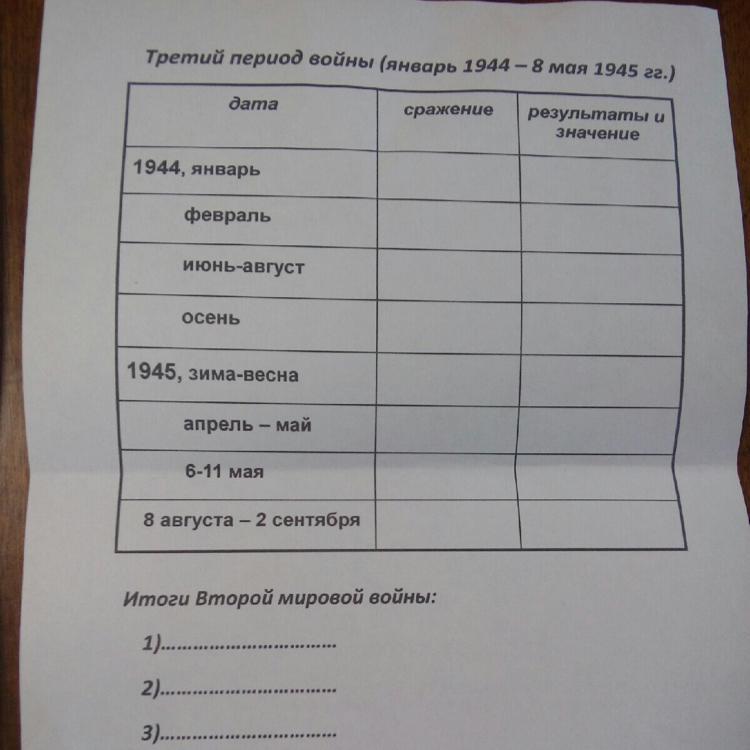 Третий период войны (январь 1944 – 8 мая 1945 гг.)
дата
сражение
результаты и
значение
1944, январь
февраль
июнь-август
осень
1945, зима-весна
апрель – май
6-11 мая
8 августа – 2 сентября
Итоги Второй мировой войны:
1)................................
2)................................
3)................................